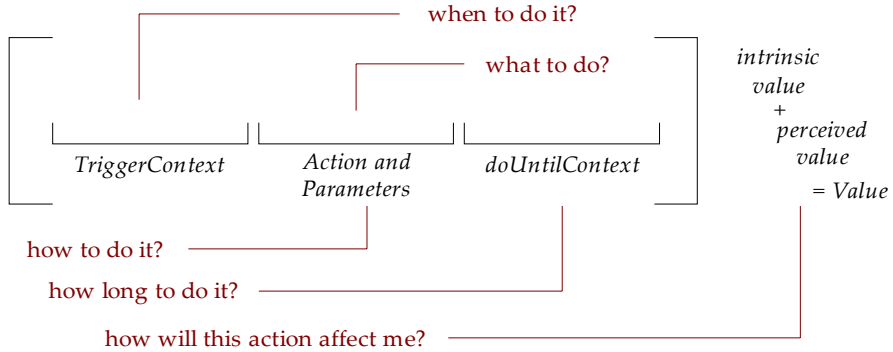 when to do it?
what to do?
intrinsic
value
+
perceived
value
= Value
TriggerContext
Action and
Parameters
doUntilContext
how to do it?
how long to do it?
how will this action affect me?